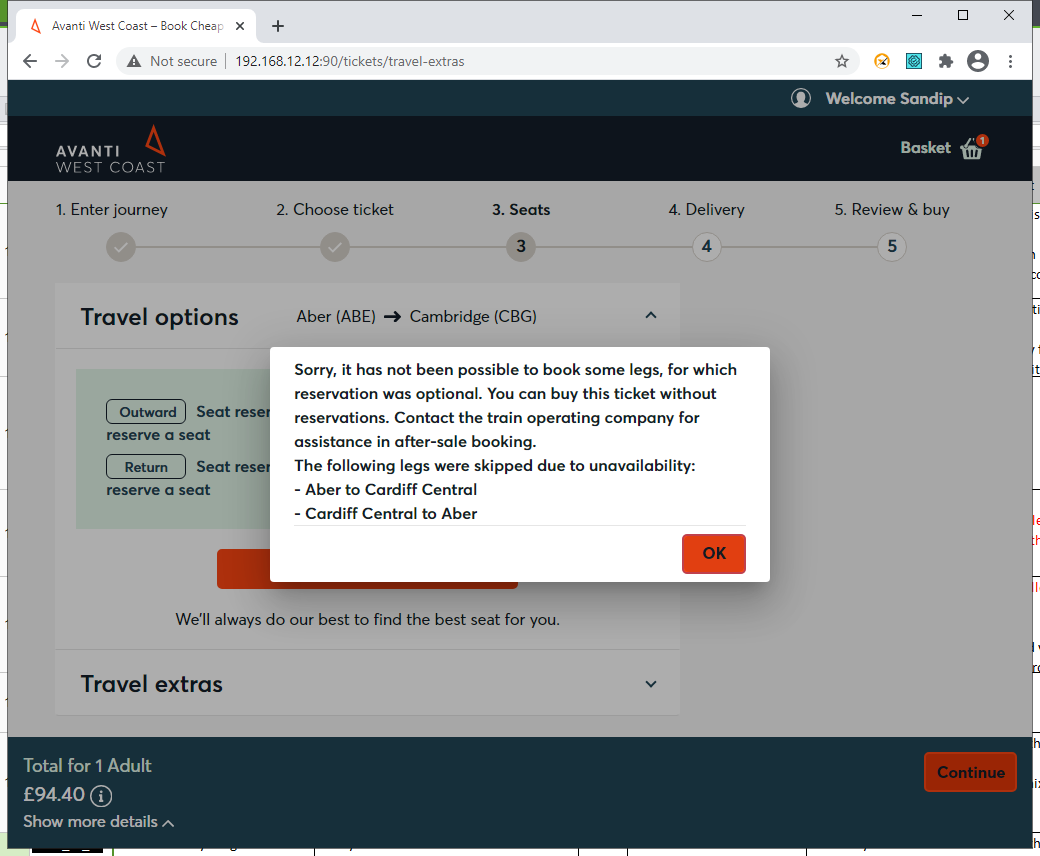 Avanti West Coast – Book Cheap
Not secure 192.168.12.12:90/tickets/travel-extras
Welcome Sandip
AVANTI
WEST COAST
Basket 1
1. Enter journey 2. Choose ticket 3. Seats 4. Delivery 5. Review & buy
3 4 5
Travel options Aber (ABE) → Cambridge (CBG)
Sorry, it has not been possible to book some legs, for which
reservation was optional. You can buy this ticket without
reservations. Contact the train operating company for
assistance in after-sale booking.
The following legs were skipped due to unavailability:
- Aber to Cardiff Central
- Cardiff Central to Aber
OK
Outward Seat reser
reserve a seat
Return Seat reser
reserve a seat
We'll always do our best to find the best seat for you.
Travel extras
Total for 1 Adult
£94.40
Show more details
Continue